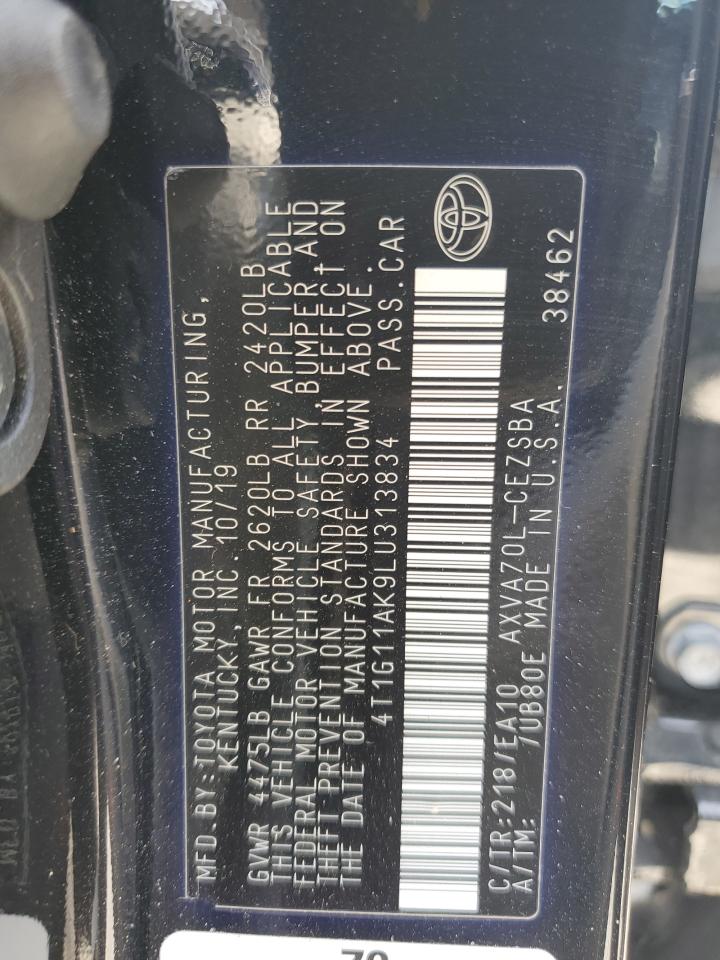 MFD.BY:TOYOTA MOTOR MANUFACTURING,
KENTUCKY, INC. 10/19
GVWR 4475LB GAWR FR 2620LB RR 2420LB
THIS VEHICLE CONFORMS TO ALL APPLICABLE
FEDERAL MOTOR VEHICLE SAFETY, BUMPER AND
THEFT PREVENTION STANDARDS IN EFFECT ON
THE DATE OF MANUFACTURE SHOWN ABOVE.
4T1G11AK9LU313834 PASS.CAR
C/TR:218/EA10 AXVA70L-CEZSBA
A/TM: /UB80E MADE IN U.S.A. 38462